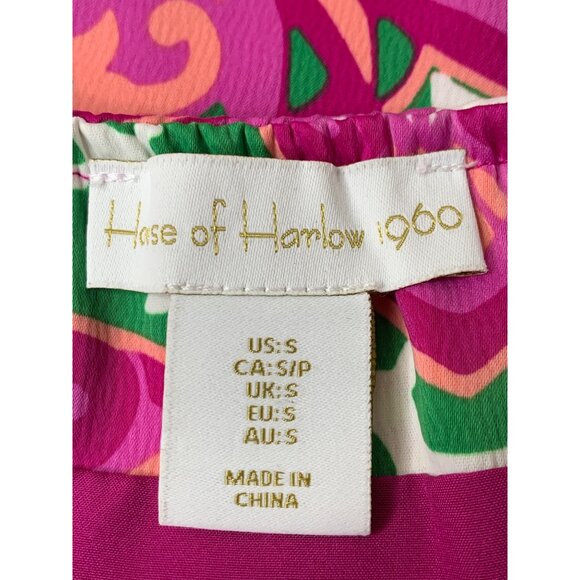 House of Harlow 1960
US:S
CA:S/P
UK:S
EU:S
AU:S
MADE IN
CHINA